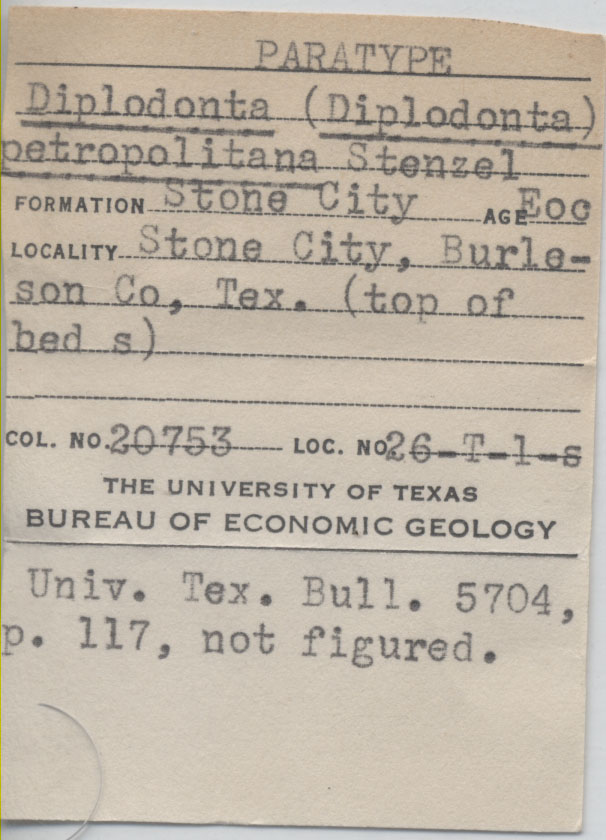 PARATYPE
Diplodonta (Diplodonta)
petropolitana Stenzel
FORMATION Stone City AGE Eoc
LOCALITY Stone City, Burle-
son Co, Tex. (top of
bed s)
COL. NO. 20753 LOC. NO. 26-T-1-s
THE UNIVERSITY OF TEXAS
BUREAU OF ECONOMIC GEOLOGY
Univ. Tex. Bull. 5704,
p. 117, not figured.